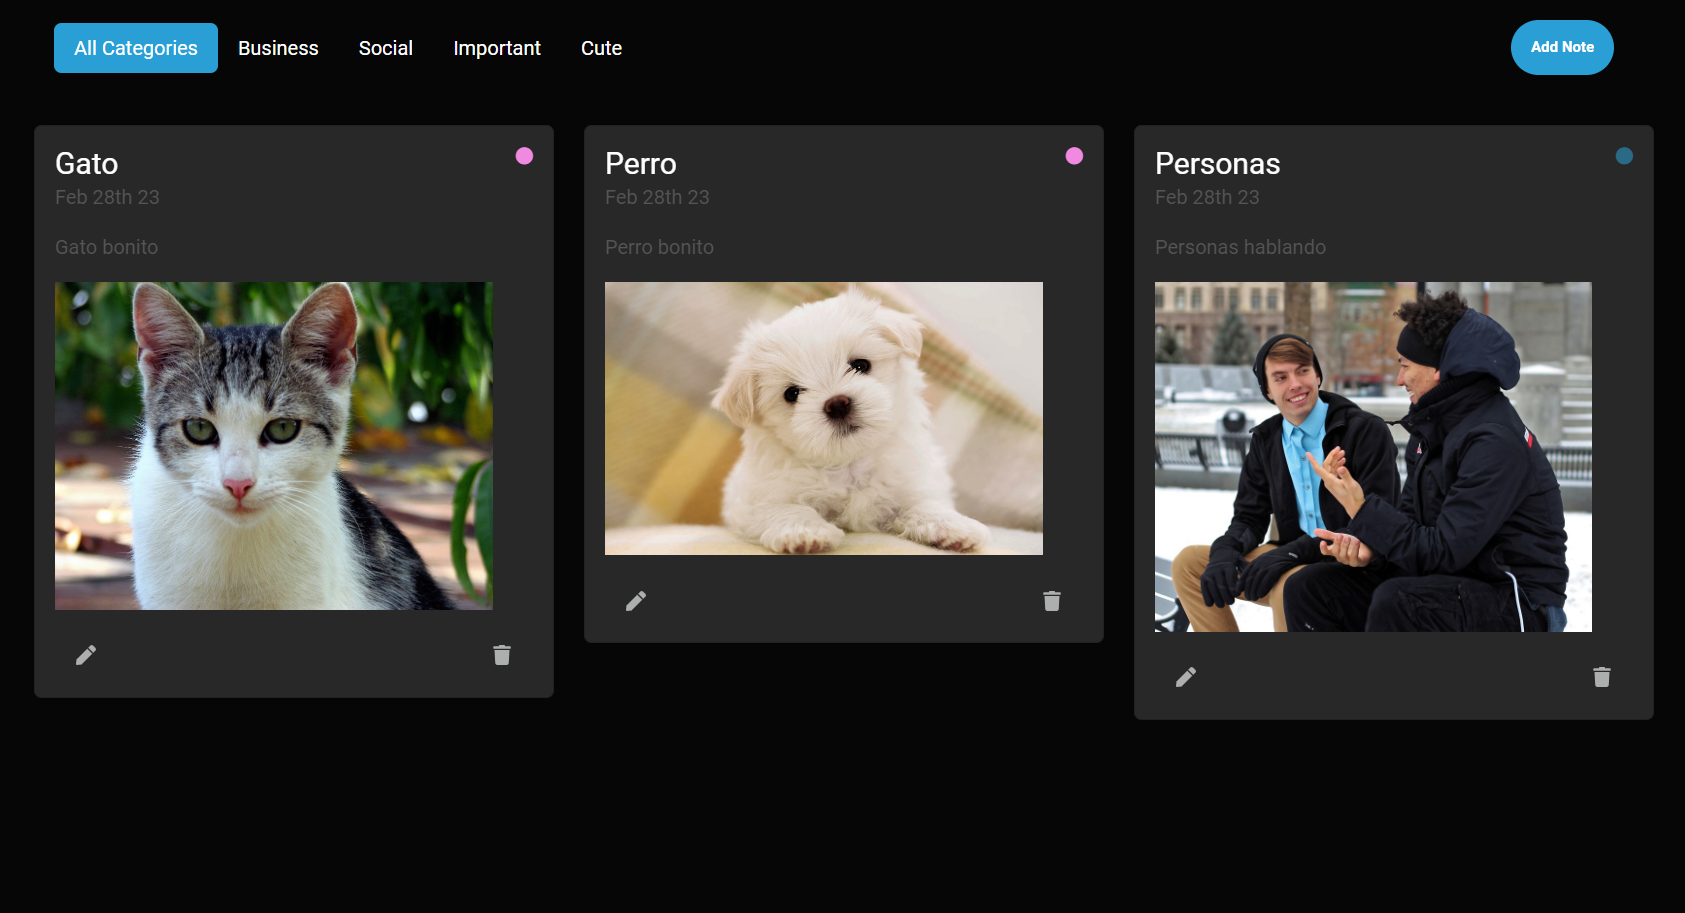 All Categories Business Social Important Cute Add Note
Gato
Feb 28th 23
Gato bonito
Perro
Feb 28th 23
Perro bonito
Personas
Feb 28th 23
Personas hablando